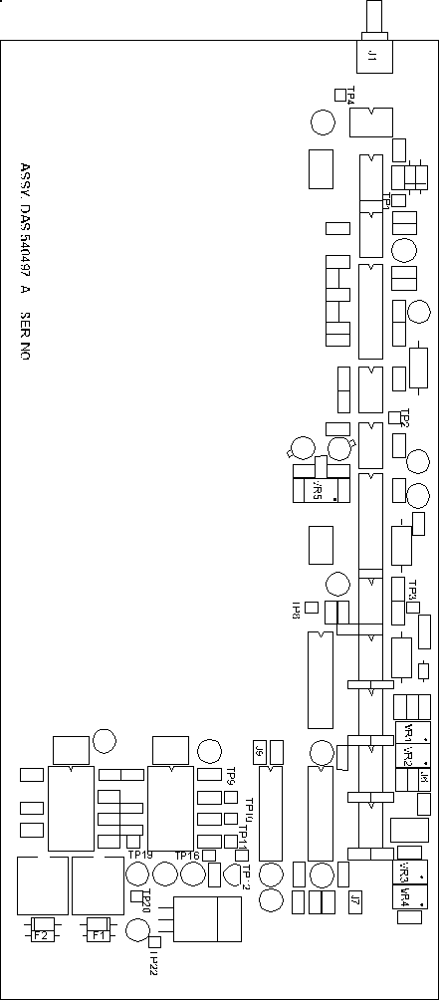 J1
TP4
ASSY. DAS 540497 A SER NO
TP1
TP2
VR5
TP3
TP8
VR1
VR2
J9
J6
TP9
TP10
TP11
TP19
TP16
TP12
VR3
VR4
TP20
J7
F2
F1
TP22